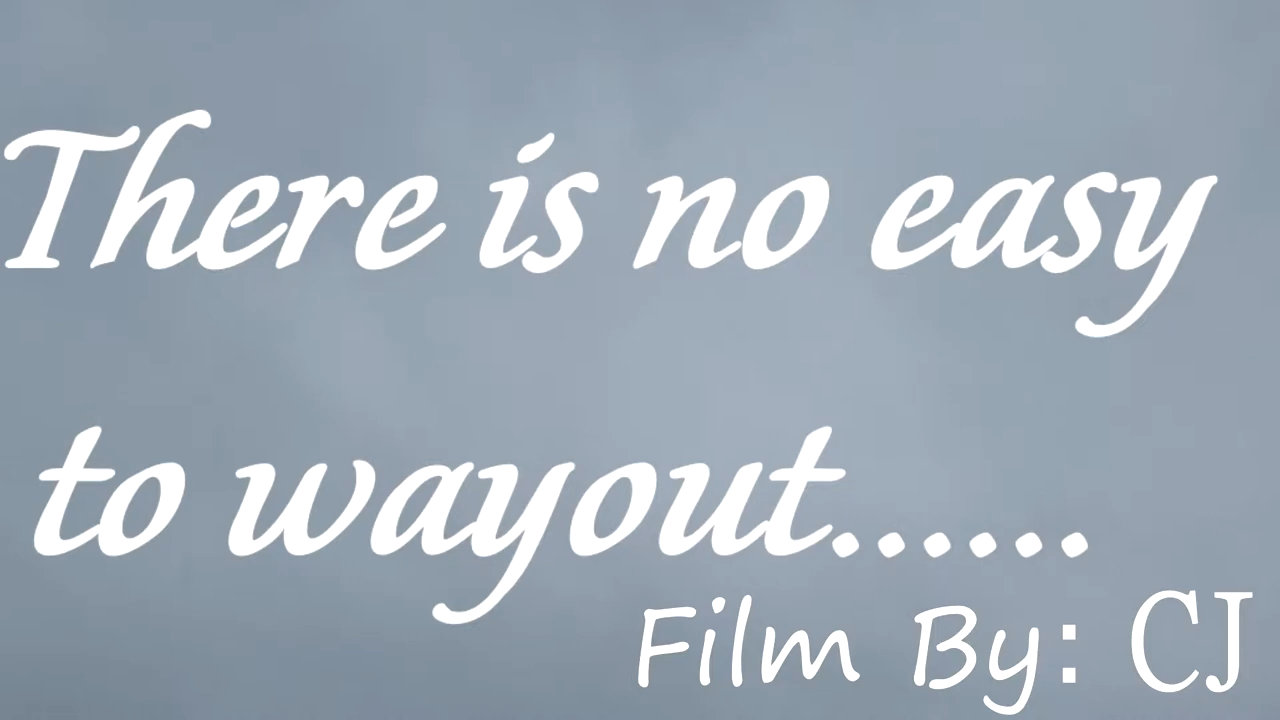 There is no easy
to wayout......
Film By: CJ